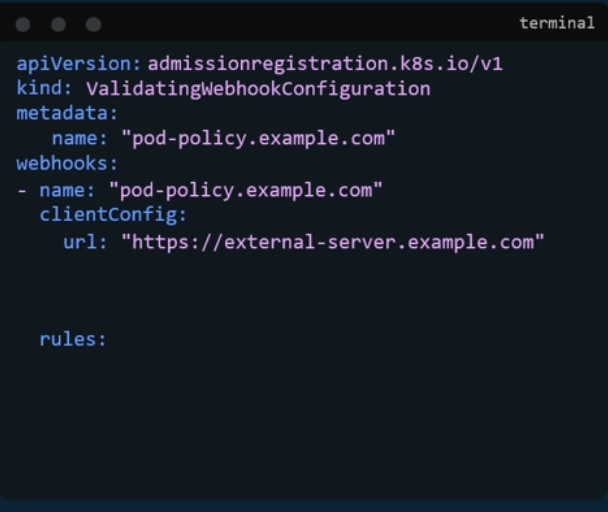 terminal
apiVersion: admissionregistration.k8s.io/v1
kind: ValidatingWebhookConfiguration
metadata:
   name: "pod-policy.example.com"
webhooks:
- name: "pod-policy.example.com"
  clientConfig:
    url: "https://external-server.example.com"
  rules: